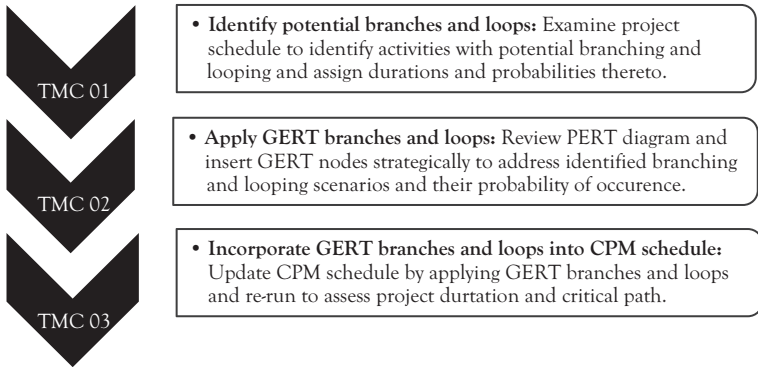 TMC 01
• Identify potential branches and loops: Examine project
schedule to identify activities with potential branching and
looping and assign durations and probabilities thereto.
TMC 02
• Apply GERT branches and loops: Review PERT diagram and
insert GERT nodes strategically to address identified branching
and looping scenarios and their probability of occurence.
TMC 03
• Incorporate GERT branches and loops into CPM schedule:
Update CPM schedule by applying GERT branches and loops
and re-run to assess project durtation and critical path.